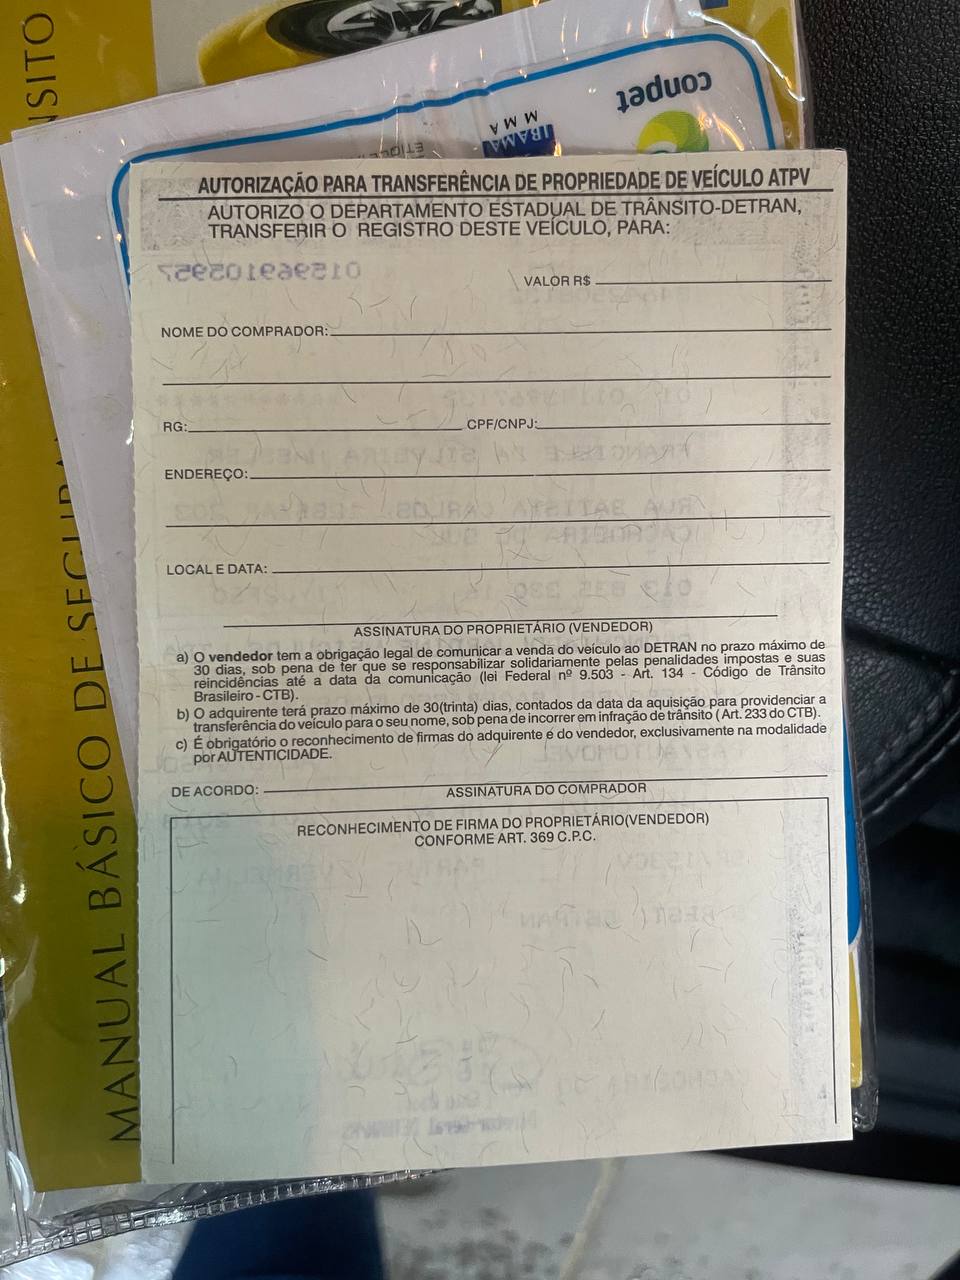 NSITO
MANUAL BÁSICO DE SEGURAN
conpet
IBAMA
M M A
AUTORIZAÇÃO PARA TRANSFERÊNCIA DE PROPRIEDADE DE VEÍCULO ATPV
AUTORIZO O DEPARTAMENTO ESTADUAL DE TRÂNSITO-DETRAN,
TRANSFERIR O REGISTRO DESTE VEÍCULO, PARA:
015969105957
VALOR R$
NOME DO COMPRADOR:
RG: CPF/CNPJ:
ENDEREÇO:
LOCAL E DATA:
ASSINATURA DO PROPRIETÁRIO (VENDEDOR)
a) O vendedor tem a obrigação legal de comunicar a venda do veículo ao DETRAN no prazo máximo de
30 dias, sob pena de ter que se responsabilizar solidariamente pelas penalidades impostas e suas
reincidências até a data da comunicação (lei Federal nº 9.503 - Art. 134 - Código de Trânsito
Brasileiro - CTB).
b) O adquirente terá prazo máximo de 30(trinta) dias, contados da data da aquisição para providenciar a
transferência do veículo para o seu nome, sob pena de incorrer em infração de trânsito ( Art. 233 do CTB).
c) É obrigatório o reconhecimento de firmas do adquirente e do vendedor, exclusivamente na modalidade
por AUTENTICIDADE.
DE ACORDO:
ASSINATURA DO COMPRADOR
RECONHECIMENTO DE FIRMA DO PROPRIETÁRIO(VENDEDOR)
CONFORME ART. 369 C.P.C.